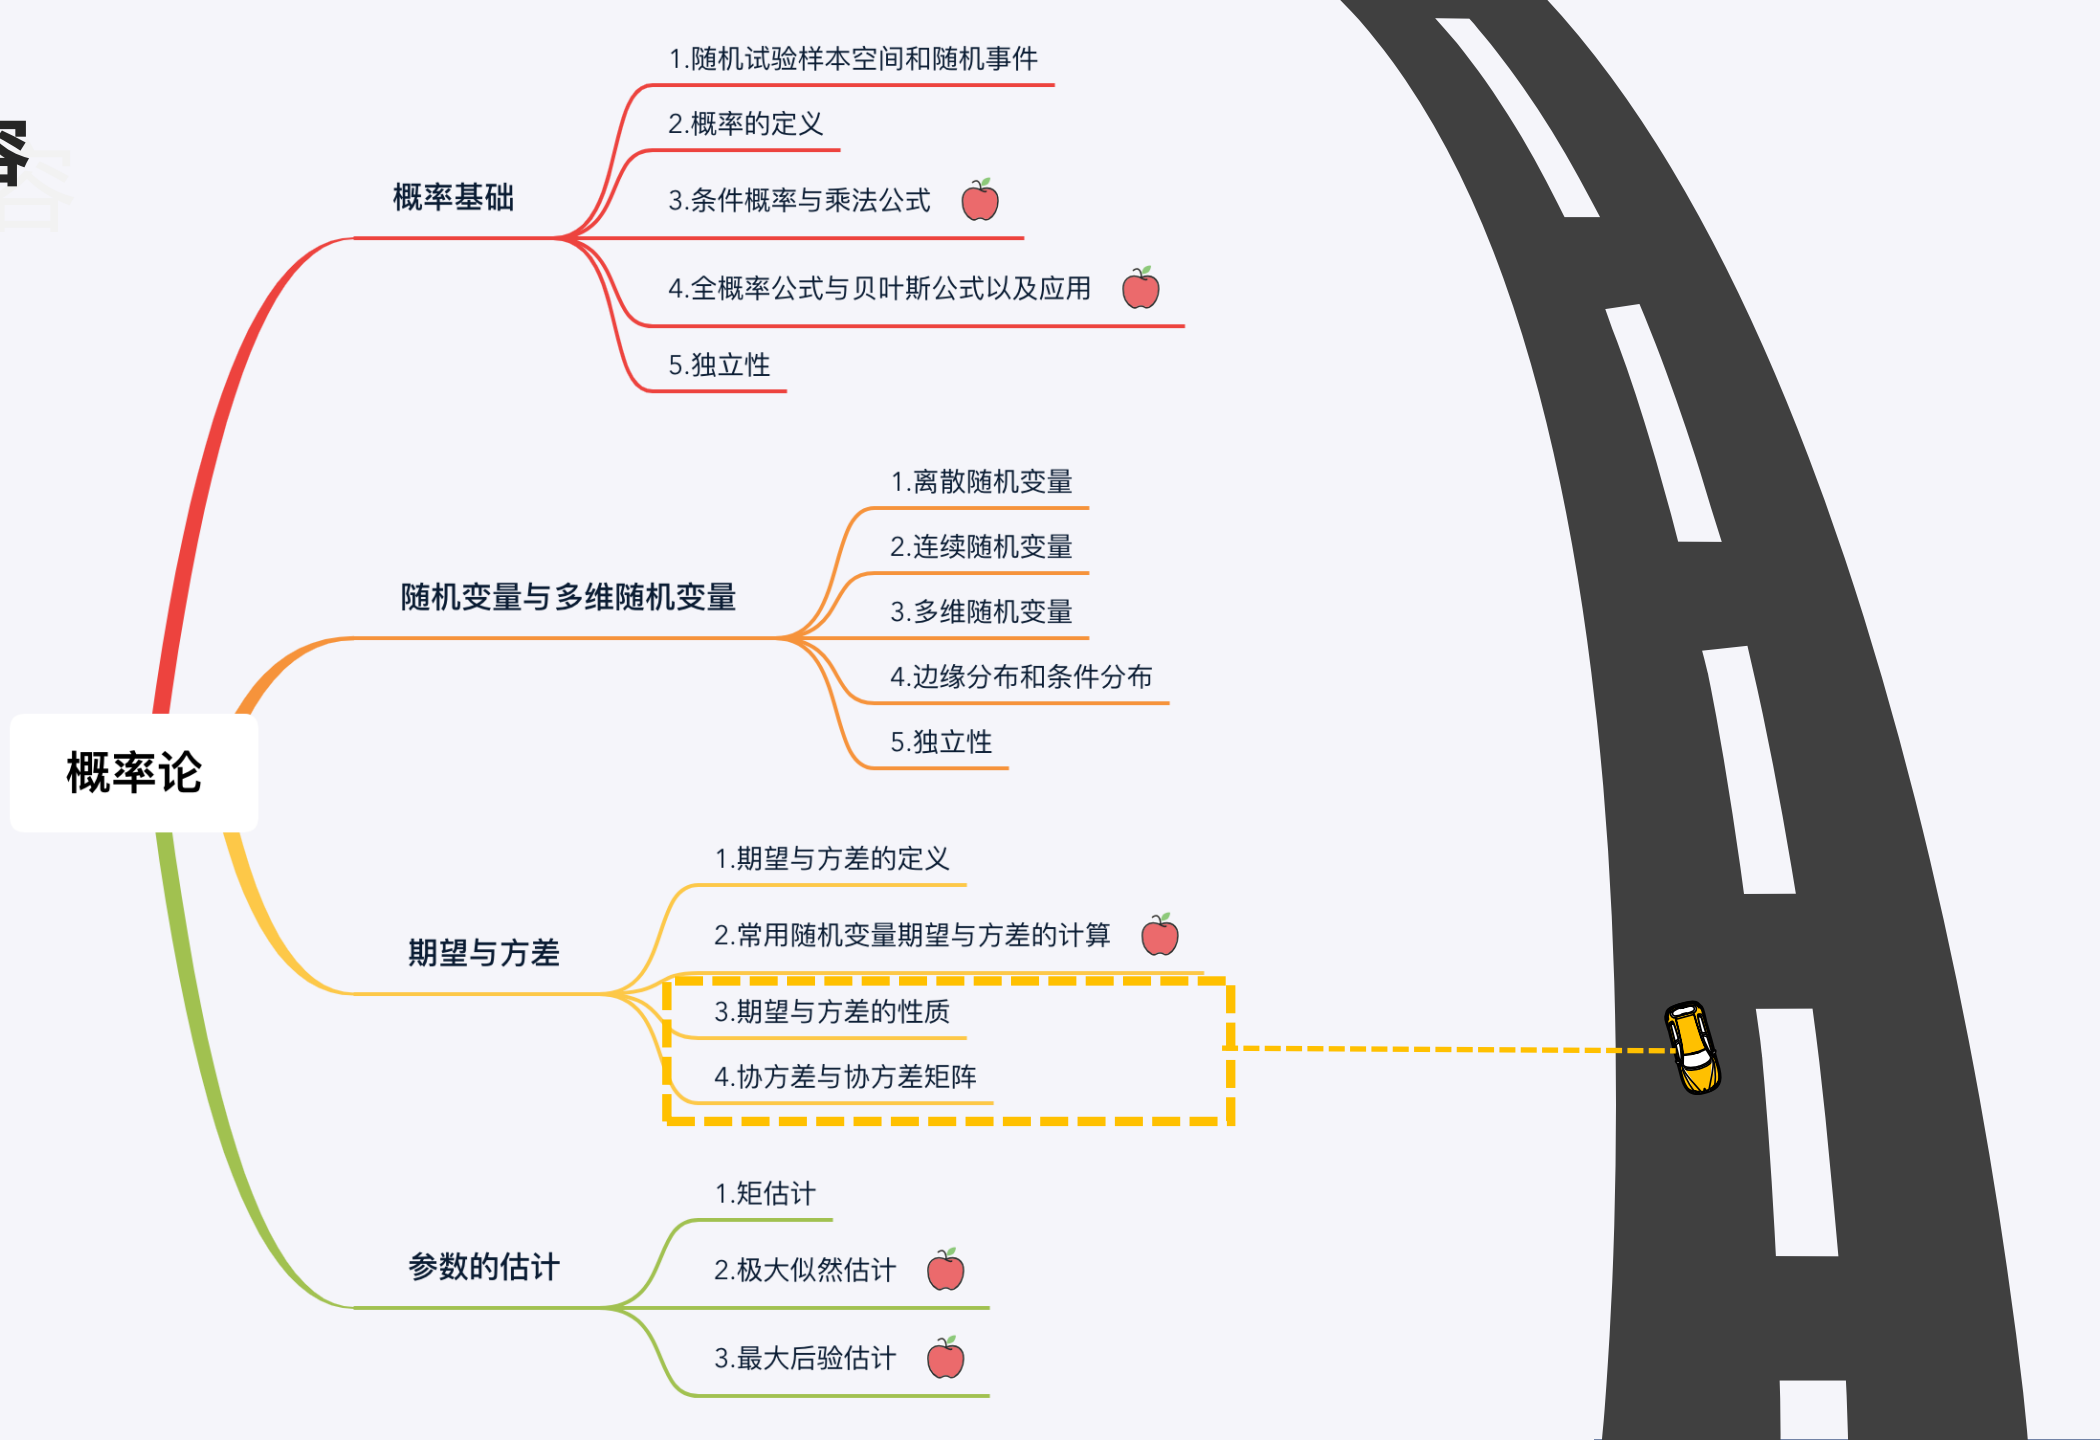 概率论
概率基础
1.随机试验样本空间和随机事件
2.概率的定义
3.条件概率与乘法公式
4.全概率公式与贝叶斯公式以及应用
5.独立性
随机变量与多维随机变量
1.离散随机变量
2.连续随机变量
3.多维随机变量
4.边缘分布和条件分布
5.独立性
期望与方差
1.期望与方差的定义
2.常用随机变量期望与方差的计算
3.期望与方差的性质
4.协方差与协方差矩阵
参数的估计
1.矩估计
2.极大似然估计
3.最大后验估计